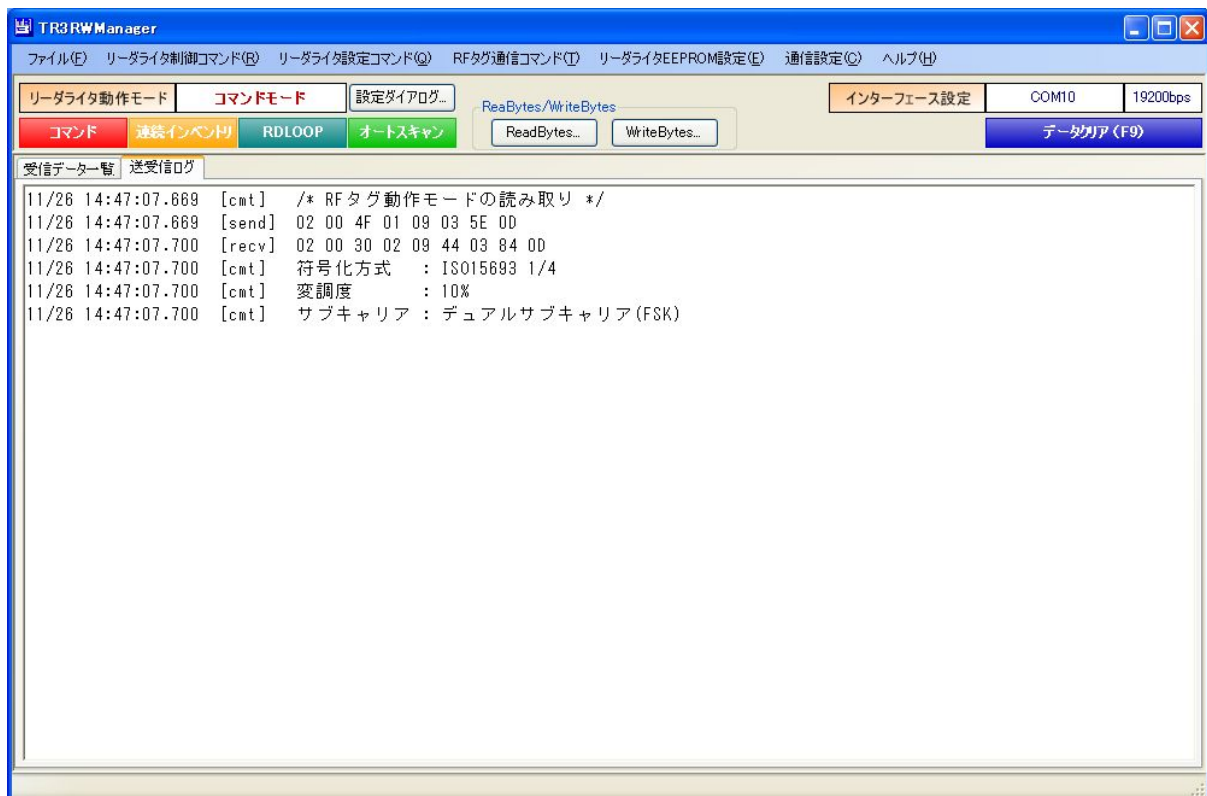 TR3RWManager
ファイル(F) リーダライタ制御コマンド(R) リーダライタ設定コマンド(Q) RFタグ通信コマンド(T) リーダライタEEPROM設定(E) 通信設定(C) ヘルプ(H)
リーダライタ動作モード コマンドモード 設定ダイアログ... ReaBytes/WriteBytes インターフェース設定 COM10 19200bps
コマンド 連続インベントリ RDLOOP オートスキャン ReadBytes... WriteBytes... データクリア(F9)
受信データ一覧 送受信ログ
11/26 14:47:07.669 [cmt] /* RFタグ動作モードの読み取り */
11/26 14:47:07.669 [send] 02 00 4F 01 09 03 5E 0D
11/26 14:47:07.700 [recv] 02 00 30 02 09 44 03 84 0D
11/26 14:47:07.700 [cmt] 符号化方式 : ISO15693 1/4
11/26 14:47:07.700 [cmt] 変調度 : 10%
11/26 14:47:07.700 [cmt] サブキャリア : デュアルサブキャリア(FSK)